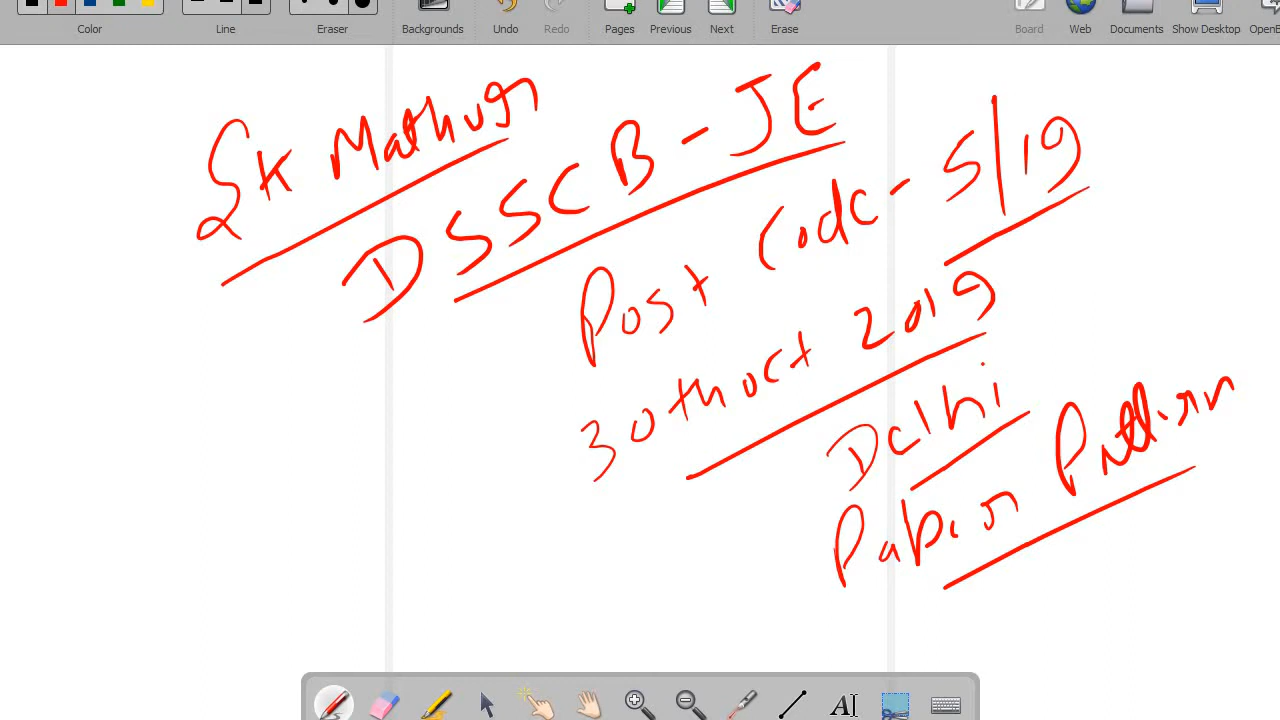 Color Line Eraser Backgrounds Undo Redo Pages Previous Next Erase Board Web Documents Show Desktop OpenB
SK Mathur
DSSCB - JE
Post Code - 5/19
30th oct 2019
Delhi
Paper Pattern